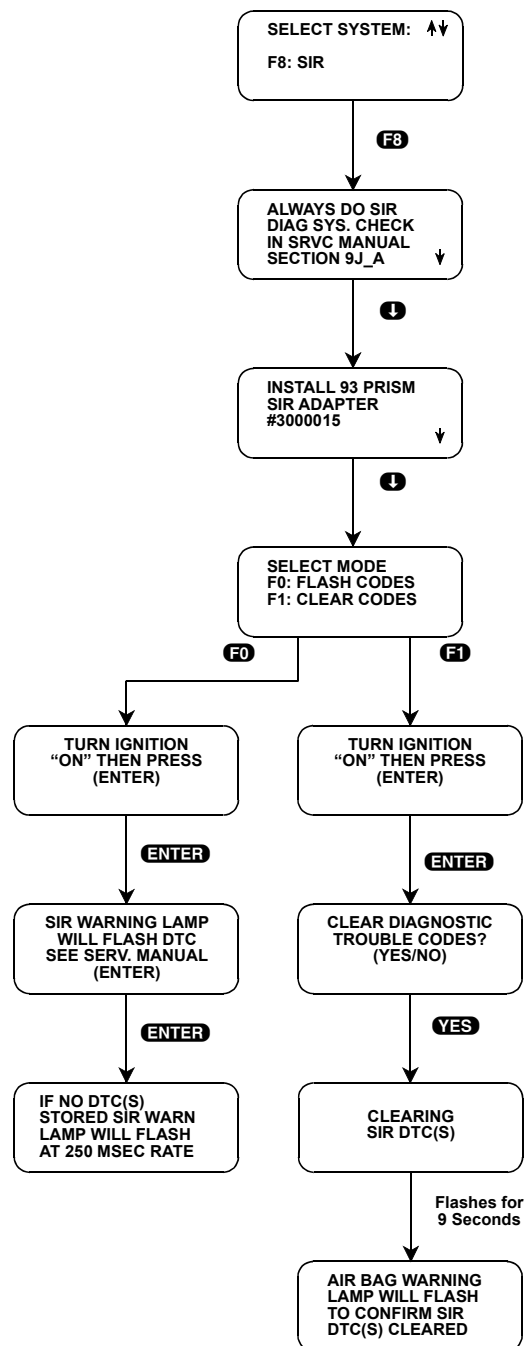 SELECT SYSTEM:
F8: SIR
F8
ALWAYS DO SIR
DIAG SYS. CHECK
IN SRVC MANUAL
SECTION 9J_A
INSTALL 93 PRISM
SIR ADAPTER
#3000015
SELECT MODE
F0: FLASH CODES
F1: CLEAR CODES
F0
TURN IGNITION
“ON” THEN PRESS
(ENTER)
ENTER
SIR WARNING LAMP
WILL FLASH DTC
SEE SERV. MANUAL
(ENTER)
ENTER
IF NO DTC(S)
STORED SIR WARN
LAMP WILL FLASH
AT 250 MSEC RATE
F1
TURN IGNITION
“ON” THEN PRESS
(ENTER)
ENTER
CLEAR DIAGNOSTIC
TROUBLE CODES?
(YES/NO)
YES
CLEARING
SIR DTC(S)
Flashes for
9 Seconds
AIR BAG WARNING
LAMP WILL FLASH
TO CONFIRM SIR
DTC(S) CLEARED